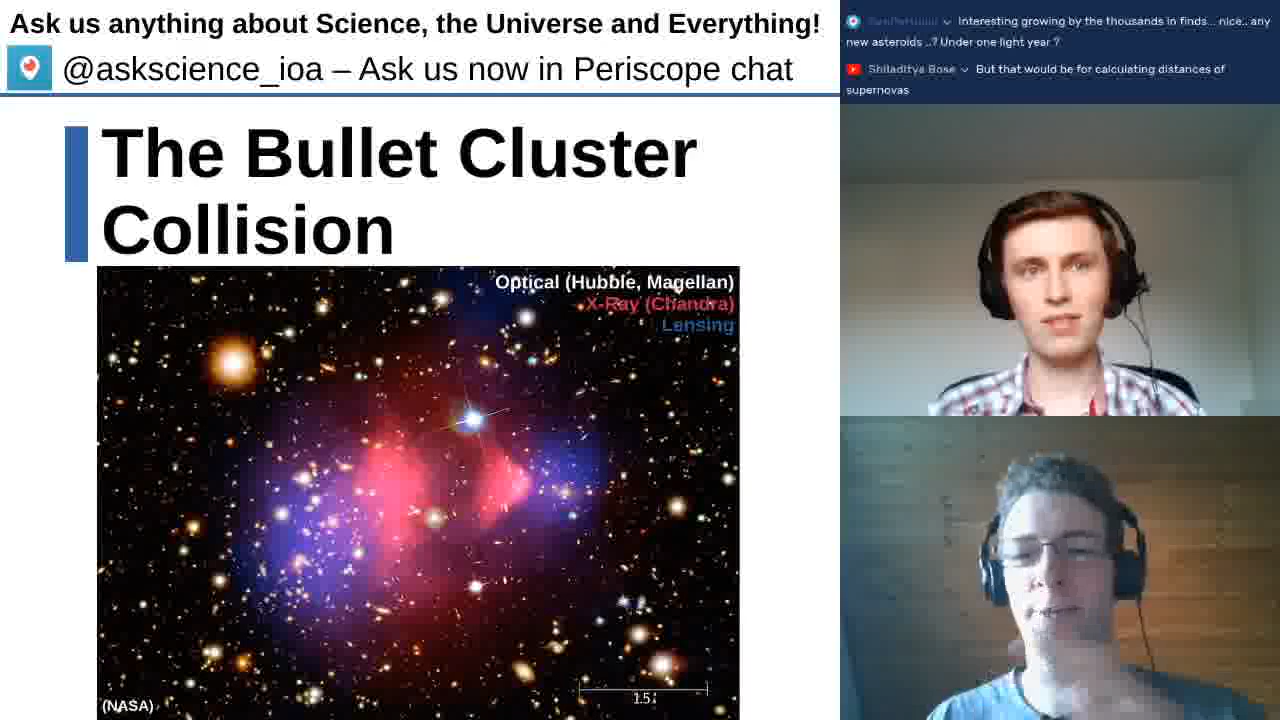 Ask us anything about Science, the Universe and Everything!
@askscience_ioa – Ask us now in Periscope chat
The Bullet Cluster
Collision
Optical (Hubble, Magellan)
X-Ray (Chandra)
Lensing
(NASA)
Interesting growing by the thousands in finds... nice.. any
new asteroids ..? Under one light year ?
Shiladitya Bose But that would be for calculating distances of
supernovas